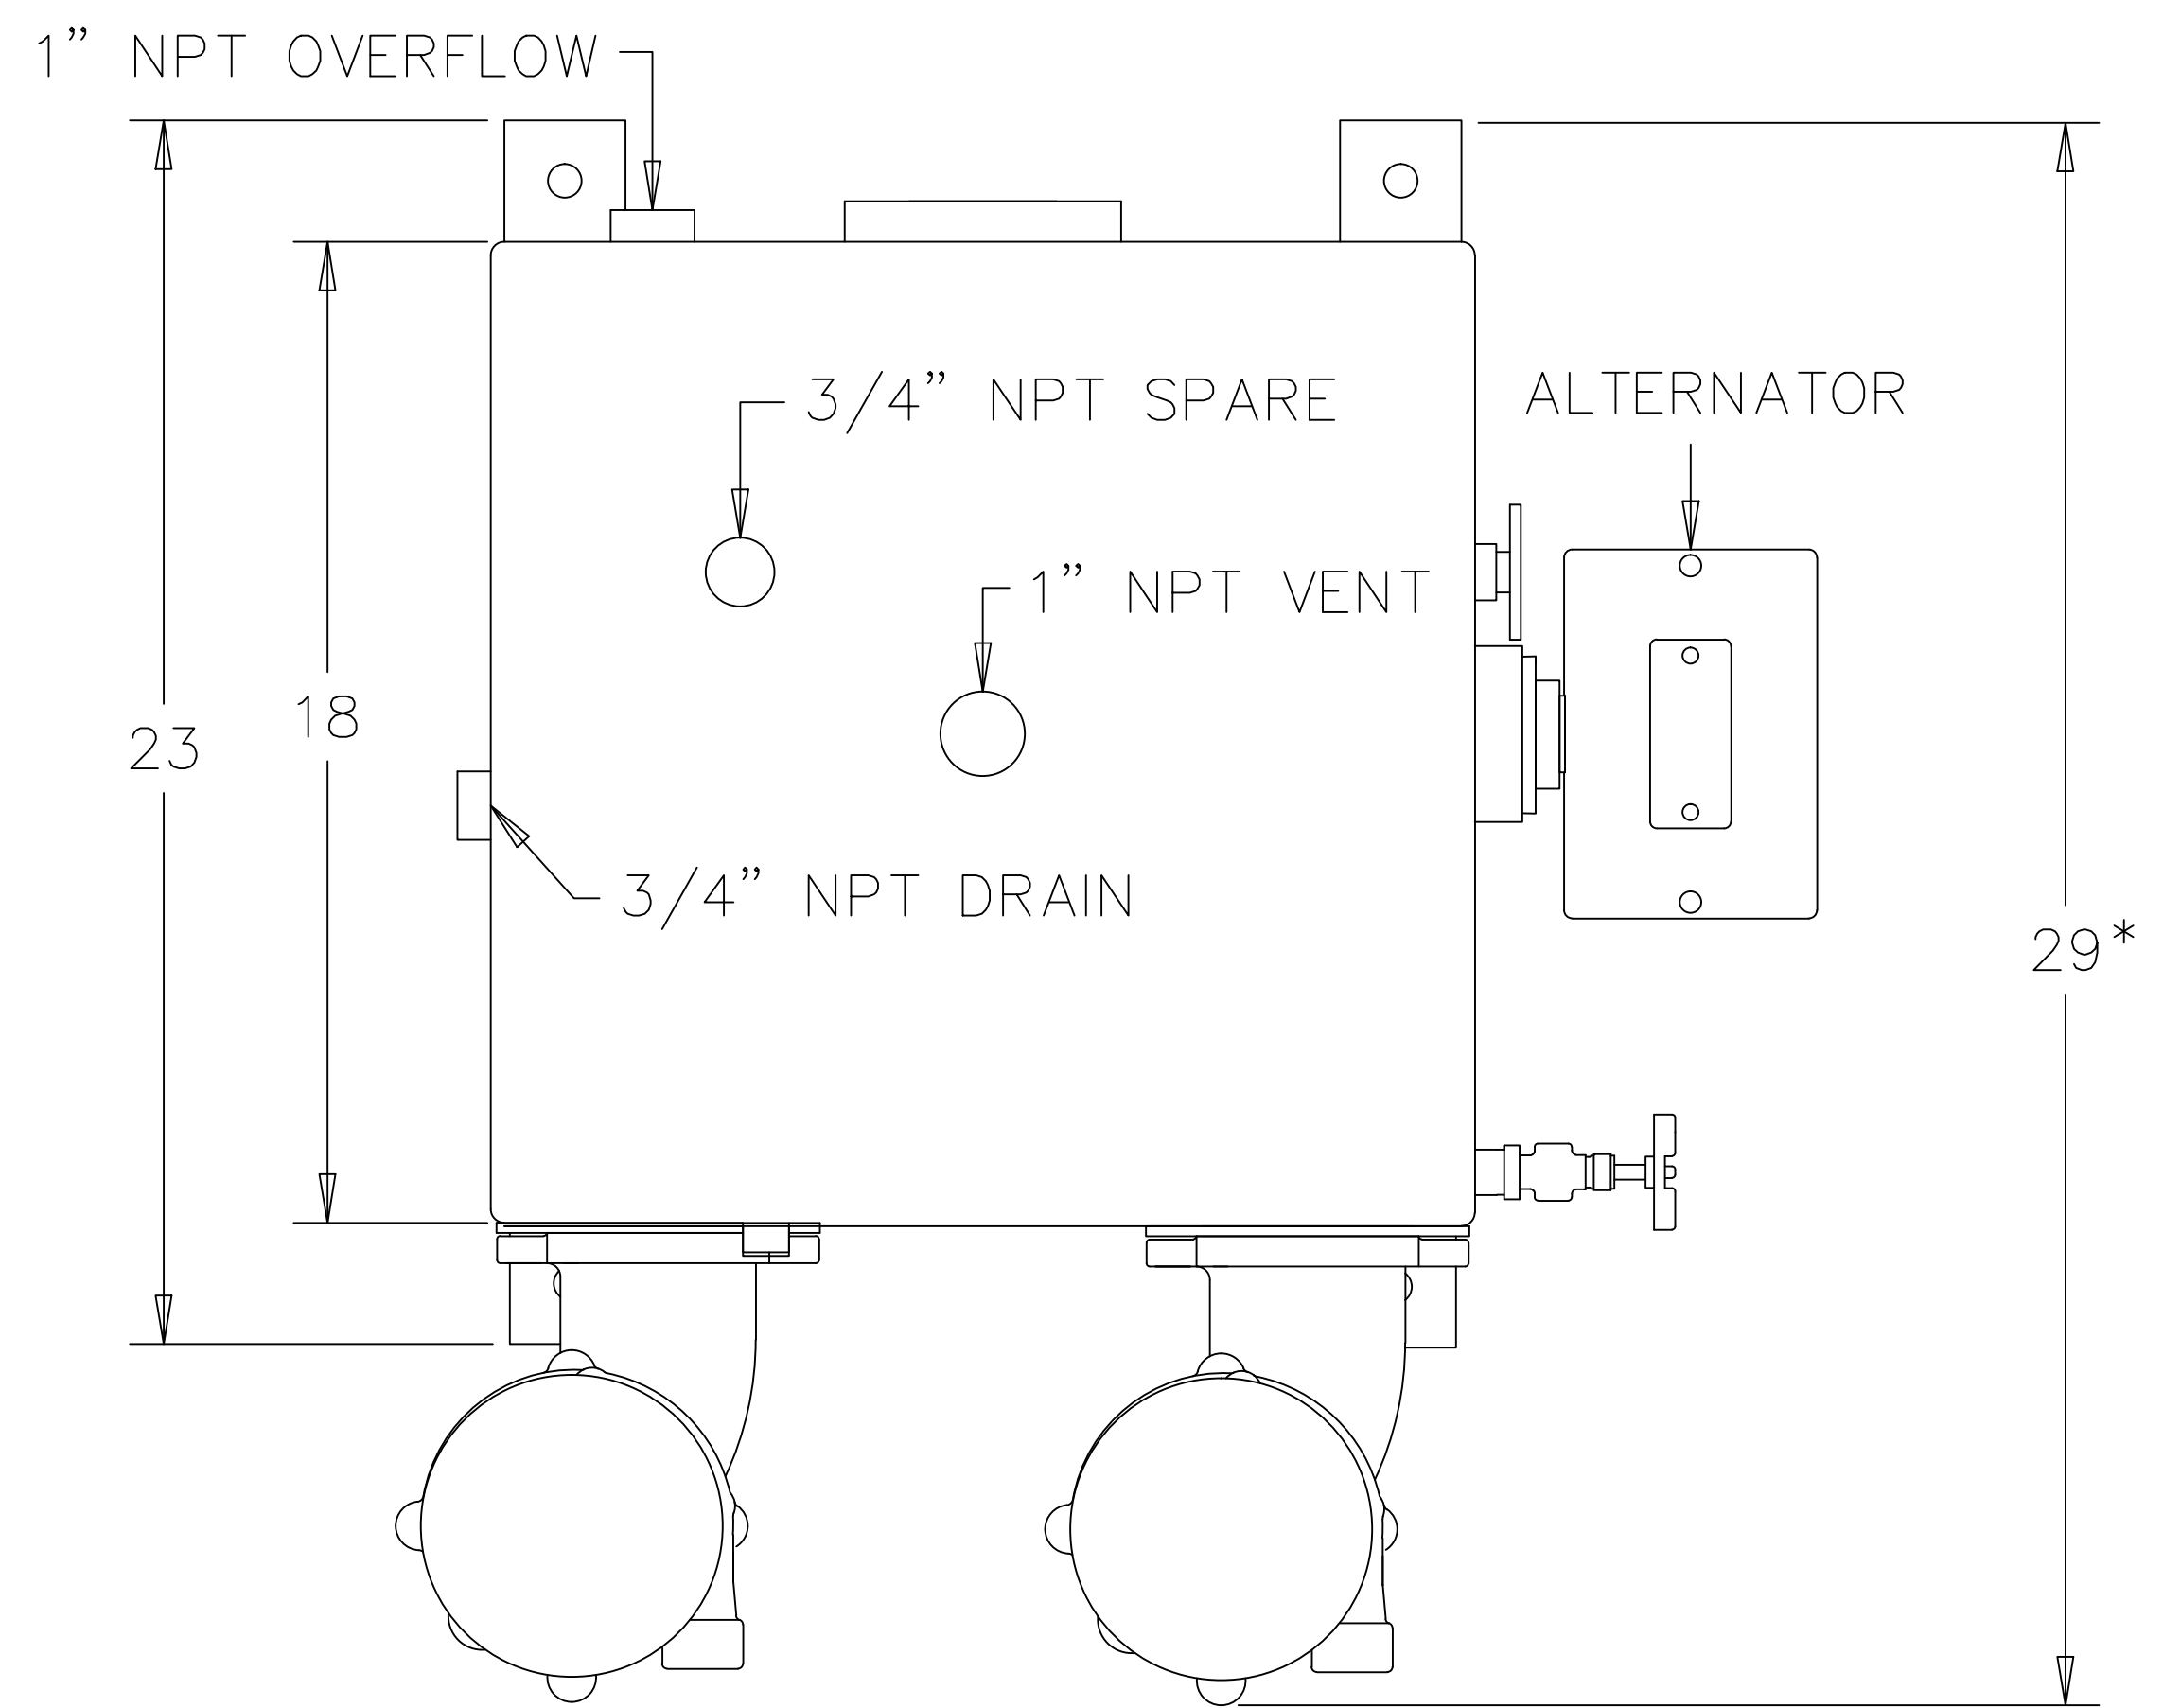 1” NPT OVERFLOW
3/4” NPT SPARE
ALTERNATOR
1” NPT VENT
18
23
3/4” NPT DRAIN
29*